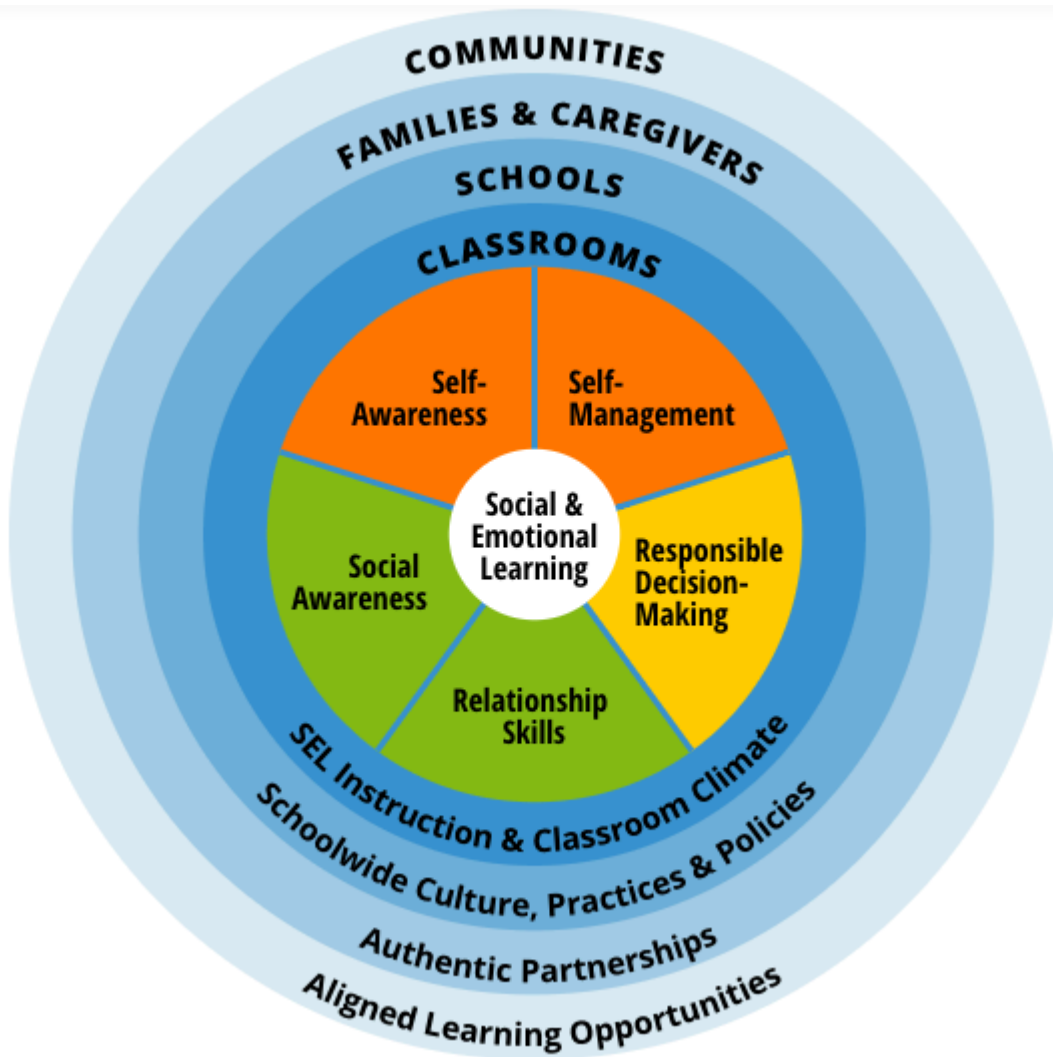 COMMUNITIES
FAMILIES & CAREGIVERS
SCHOOLS
CLASSROOMS
Self-
Awareness
Self-
Management
Social &
Emotional
Learning
Social
Awareness
Responsible
Decision-
Making
Relationship
Skills
SEL Instruction & Classroom Climate
Schoolwide Culture, Practices & Policies
Authentic Partnerships
Aligned Learning Opportunities